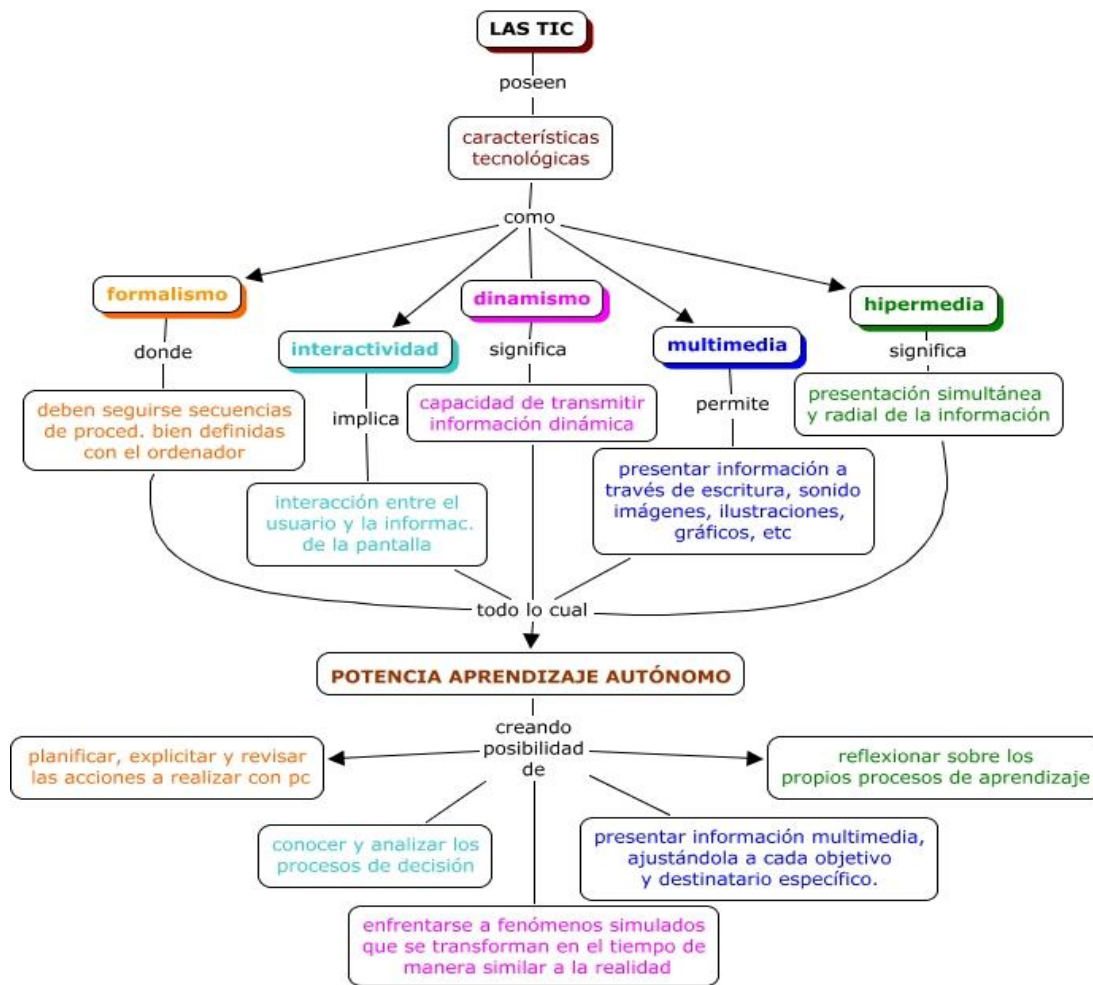 LAS TIC
poseen
características
tecnológicas
como
formalismo
dinamismo
hipermedia
interactividad
multimedia
donde
significa
significa
deben seguirse secuencias
de proced. bien definidas
con el ordenador
implica
capacidad de transmitir
información dinámica
permite
presentación simultánea
y radial de la información
interacción entre el
usuario y la informac.
de la pantalla
presentar información a
través de escritura, sonido
imágenes, ilustraciones,
gráficos, etc
todo lo cual
POTENCIA APRENDIZAJE AUTÓNOMO
creando
posibilidad
de
planificar, explicitar y revisar
las acciones a realizar con pc
reflexionar sobre los
propios procesos de aprendizaje
conocer y analizar los
procesos de decisión
presentar información multimedia,
ajustándola a cada objetivo
y destinatario específico.
enfrentarse a fenómenos simulados
que se transforman en el tiempo de
manera similar a la realidad